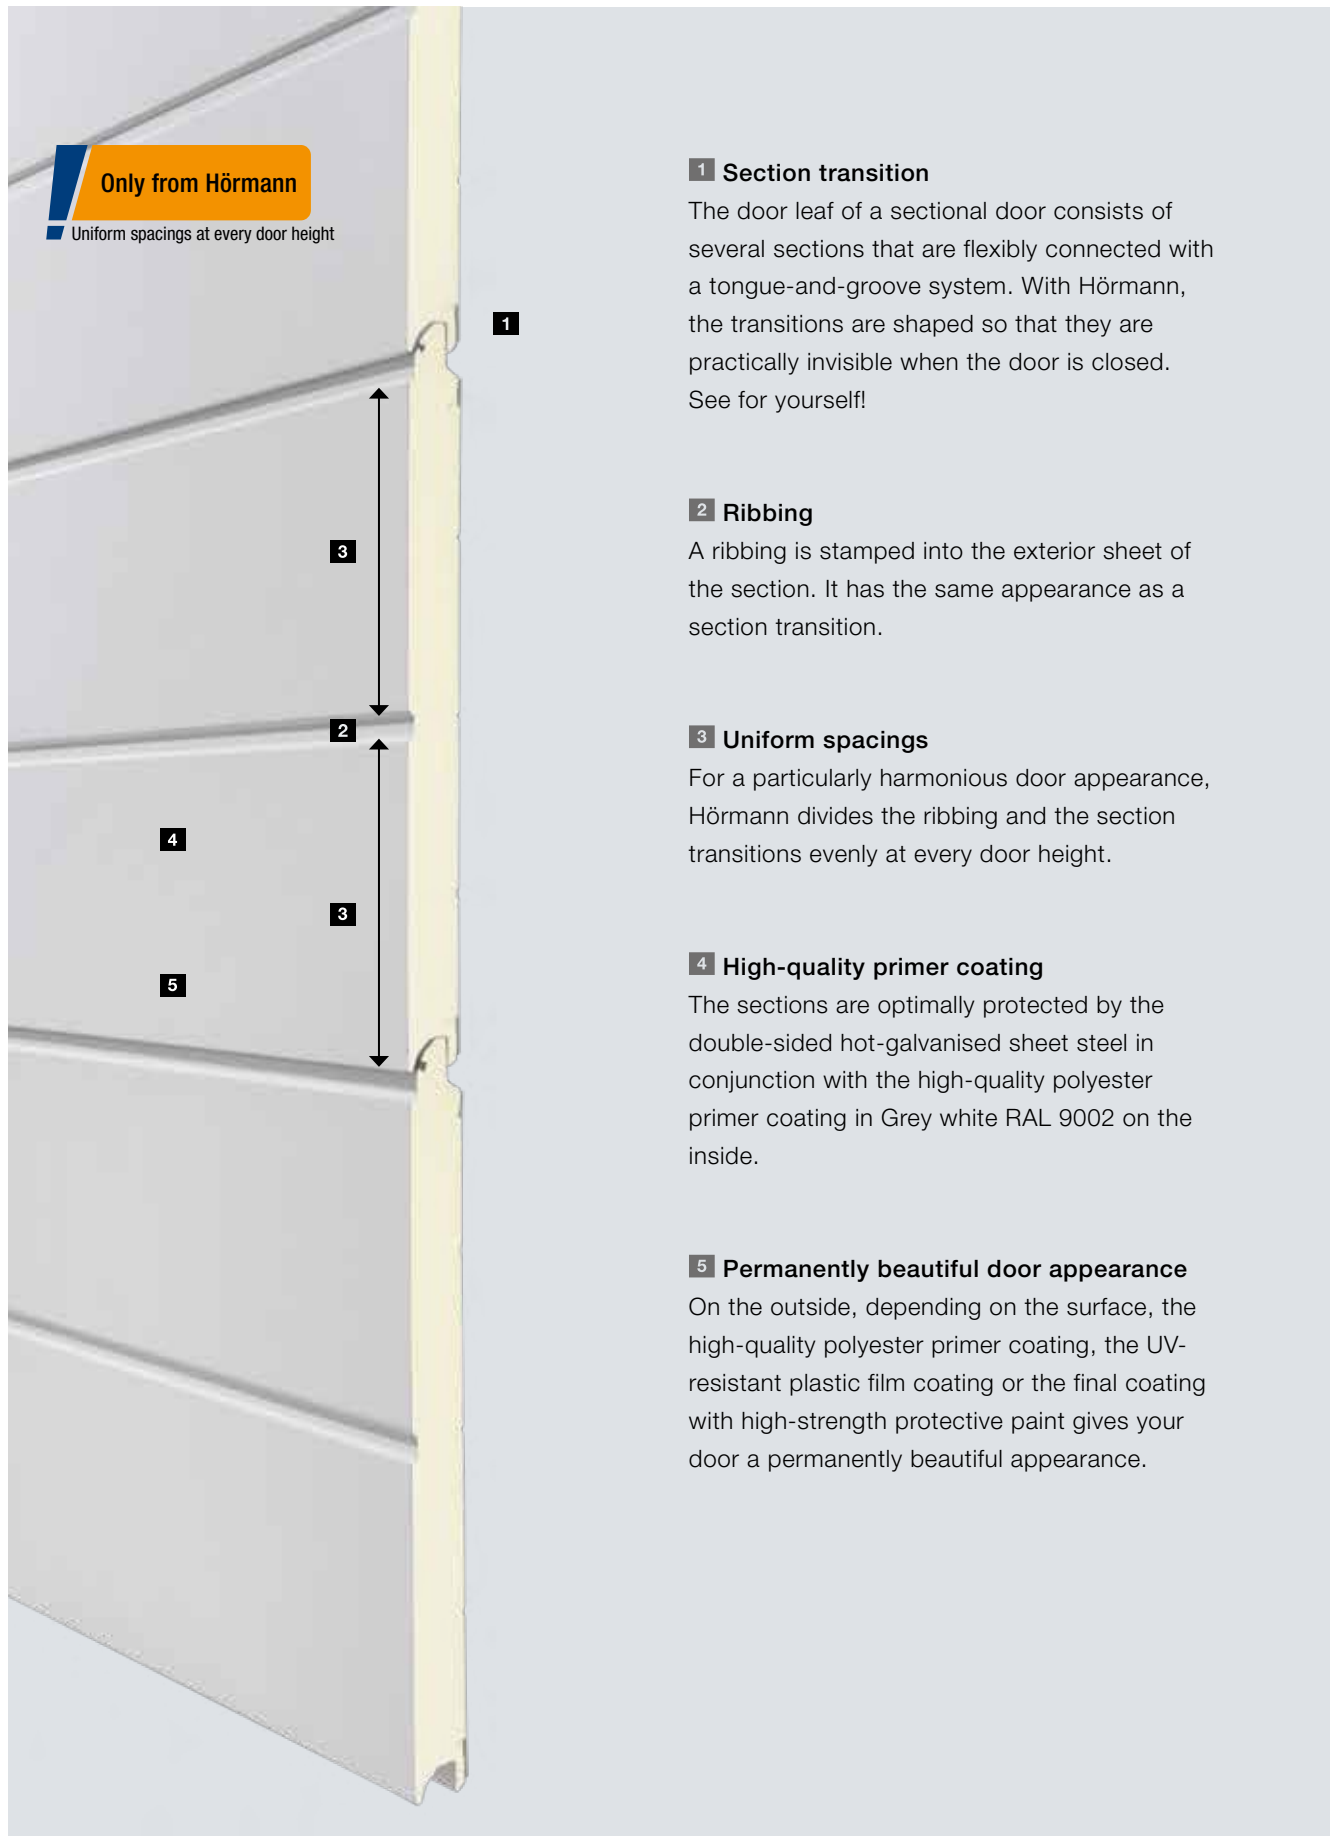 Only from Hörmann
Uniform spacings at every door height
1
3
2
4
3
5
1 Section transition
The door leaf of a sectional door consists of
several sections that are flexibly connected with
a tongue-and-groove system. With Hörmann,
the transitions are shaped so that they are
practically invisible when the door is closed.
See for yourself!
2 Ribbing
A ribbing is stamped into the exterior sheet of
the section. It has the same appearance as a
section transition.
3 Uniform spacings
For a particularly harmonious door appearance,
Hörmann divides the ribbing and the section
transitions evenly at every door height.
4 High-quality primer coating
The sections are optimally protected by the
double-sided hot-galvanised sheet steel in
conjunction with the high-quality polyester
primer coating in Grey white RAL 9002 on the
inside.
5 Permanently beautiful door appearance
On the outside, depending on the surface, the
high-quality polyester primer coating, the UV-
resistant plastic film coating or the final coating
with high-strength protective paint gives your
door a permanently beautiful appearance.